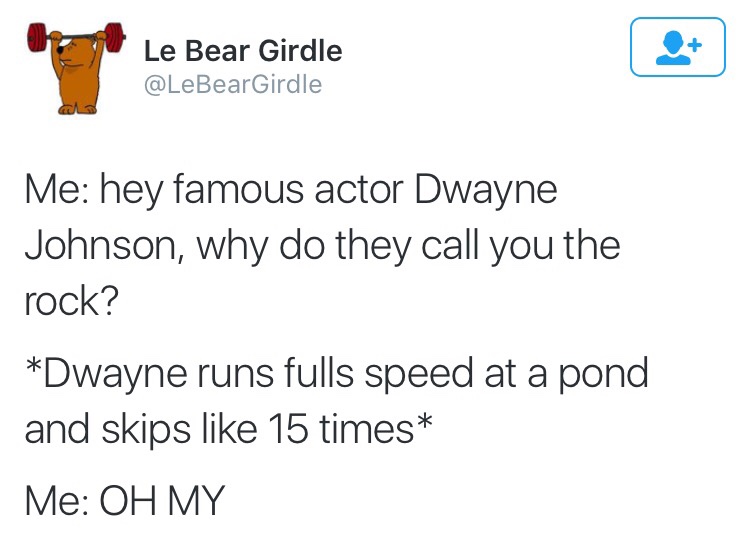 Le Bear Girdle
@LeBearGirdle
Me: hey famous actor Dwayne
Johnson, why do they call you the
rock?
*Dwayne runs fulls speed at a pond
and skips like 15 times*
Me: OH MY